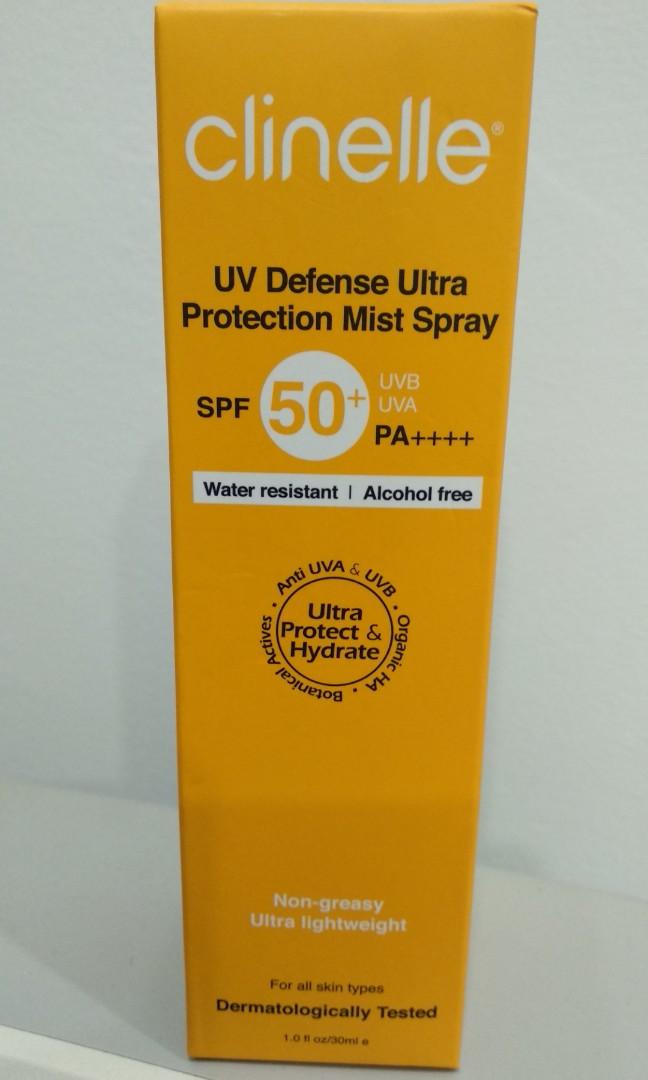 clinelle®
UV Defense Ultra
Protection Mist Spray
SPF 50+ UVB
UVA
PA++++
Water resistant | Alcohol free
Anti UVA & UVB • Organic HA • Botanical Actives •
Ultra
Protect &
Hydrate
Non-greasy
Ultra lightweight
For all skin types
Dermatologically Tested
1.0 fl oz/30ml e